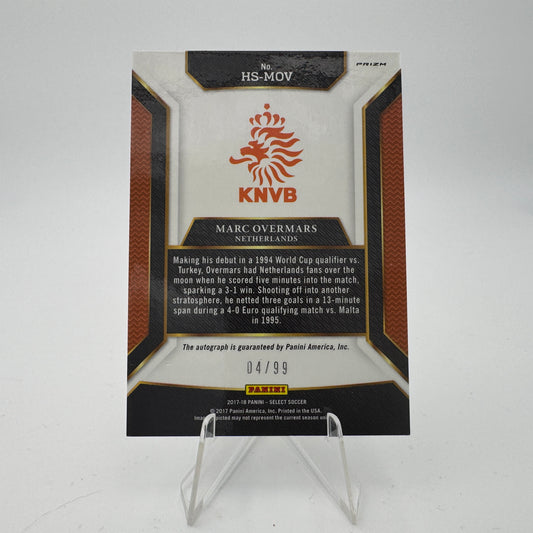 No.
HS-MOV
PRIZM
KNVB
MARC OVERMARS
NETHERLANDS
Making his debut in a 1994 World Cup qualifier vs.
Turkey, Overmars had Netherlands fans over the
moon when he scored five minutes into the match,
sparking a 3-1 win. Shooting off into another
stratosphere, he netted three goals in a 13-minute
span during a 4-0 Euro qualifying match vs. Malta
in 1995.
The autograph is guaranteed by Panini America, Inc.
04/99
PANINI
2017-18 PANINI – SELECT SOCCER
© 2017 Panini America, Inc. Printed in the USA.
may not represent the current season